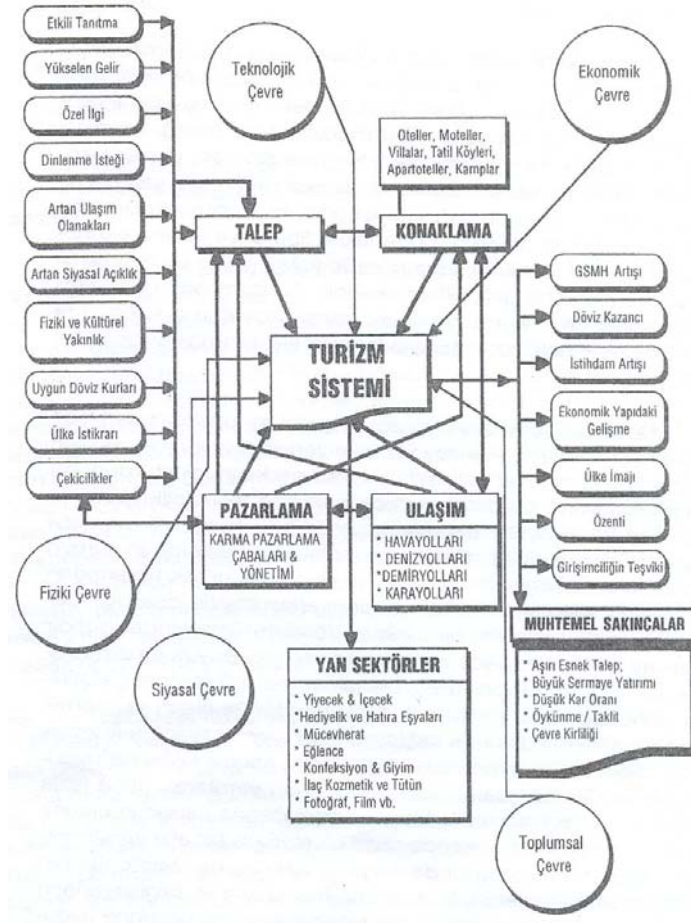 Etkili Tanıtma
Yükselen Gelir
Özel İlgi
Dinlenme İsteği
Artan Ulaşım
Olanakları
Artan Siyasal Açıklık
Fiziki ve Kültürel
Yakınlık
Uygun Döviz Kurları
Ülke İstikrarı
Çekicilikler
Fiziki Çevre
Teknolojik
Çevre
Ekonomik
Çevre
Oteller, Moteller,
Villalar, Tatil Köyleri,
Apartoteller, Kamplar
TALEP
KONAKLAMA
TURİZM
SİSTEMİ
PAZARLAMA
KARMA PAZARLAMA
ÇABALARI &
YÖNETİMİ
ULAŞIM
* HAVAYOLLARI
* DENİZYOLLARI
*DEMİRYOLLARI
* KARAYOLLARI
GSMH Artışı
Döviz Kazancı
İstihdam Artışı
Ekonomik Yapıdaki
Gelişme
Ülke İmajı
Özenti
Girişimciliğin Teşviki
MUHTEMEL SAKINCALAR
* Aşırı Esnek Talep;
* Büyük Sermaye Yatırımı
* Düşük Kar Oranı
* Öykünme / Taklit
* Çevre Kirliliği
Siyasal Çevre
YAN SEKTÖRLER
* Yiyecek & İçecek
*Hediyelik ve Hatıra Eşyaları
* Mücevherat
* Eğlence
* Konfeksiyon & Giyim
* İlaç Kozmetik ve Tütün
* Fotoğraf, Film vb.
Toplumsal
Çevre